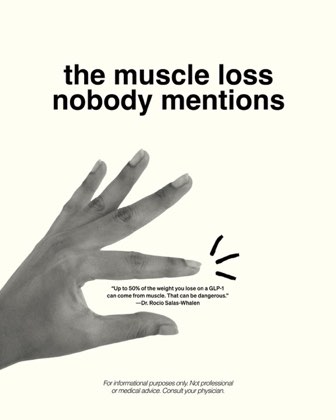 the muscle loss
nobody mentions
“Up to 50% of the weight you lose on a GLP-1
can come from muscle. That can be dangerous.”
—Dr. Rocio Salas-Whalen
For informational purposes only. Not professional
or medical advice. Consult your physician.